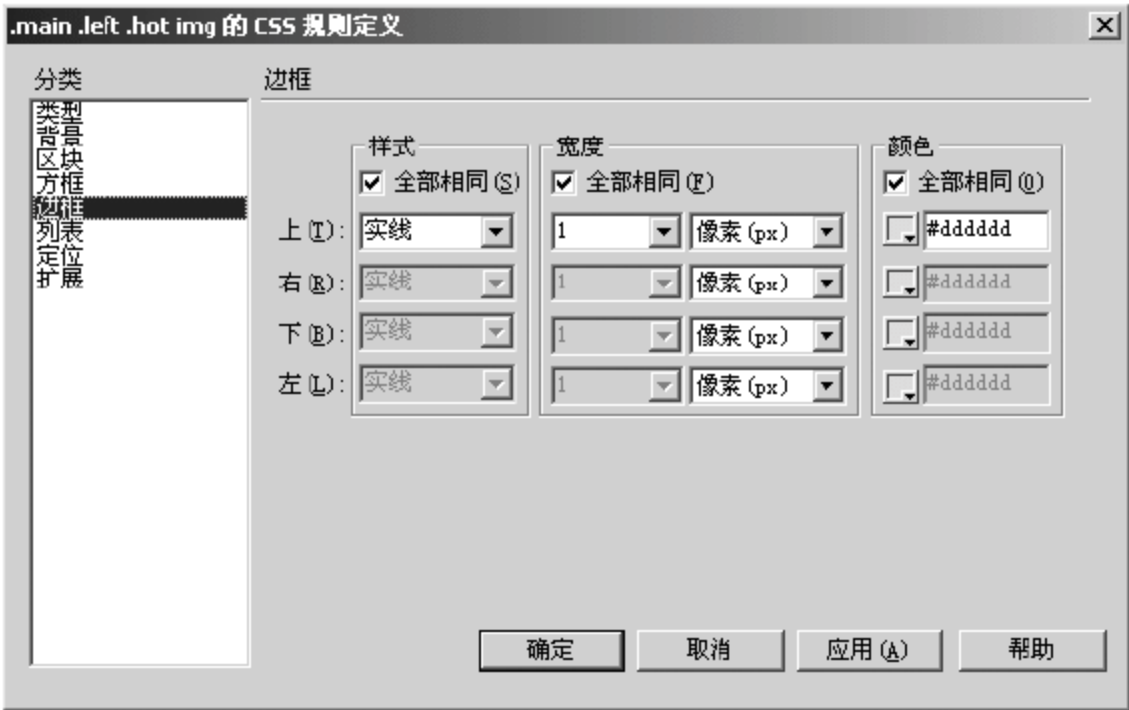 .main .left .hot img 的 CSS 规则定义
分类
类型
背景
区块
方框
边框
列表
定位
扩展
边框
样式 宽度 颜色
全部相同(S) 全部相同(F) 全部相同(O)
上(T): 实线 1 像素(px) #dddddd
右(R): 实线 1 像素(px) #dddddd
下(B): 实线 1 像素(px) #dddddd
左(L): 实线 1 像素(px) #dddddd
确定 取消 应用(A) 帮助